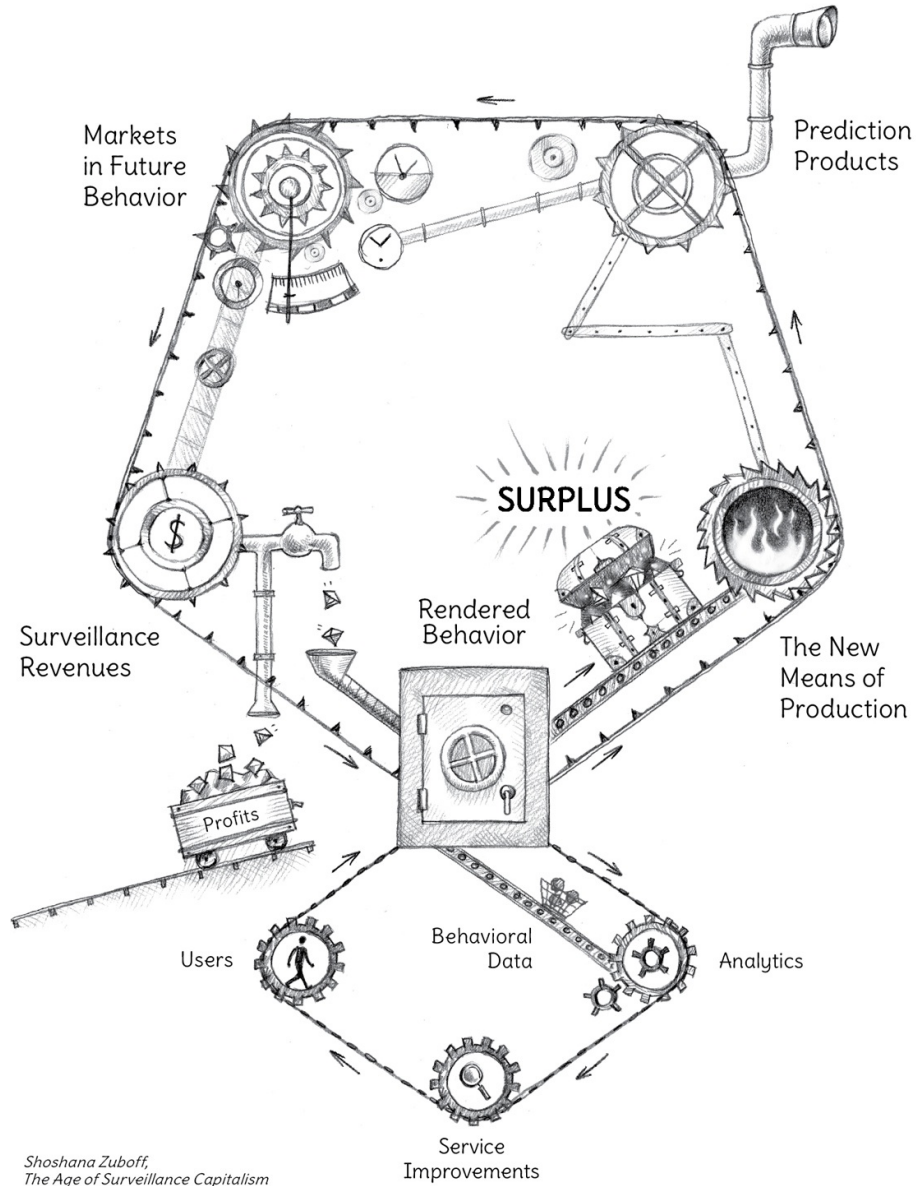 Markets
in Future
Behavior
Prediction
Products
SURPLUS
$
Rendered
Behavior
Surveillance
Revenues
The New
Means of
Production
Profits
Users
Behavioral
Data
Analytics
Service
Improvements
Shoshana Zuboff,
The Age of Surveillance Capitalism